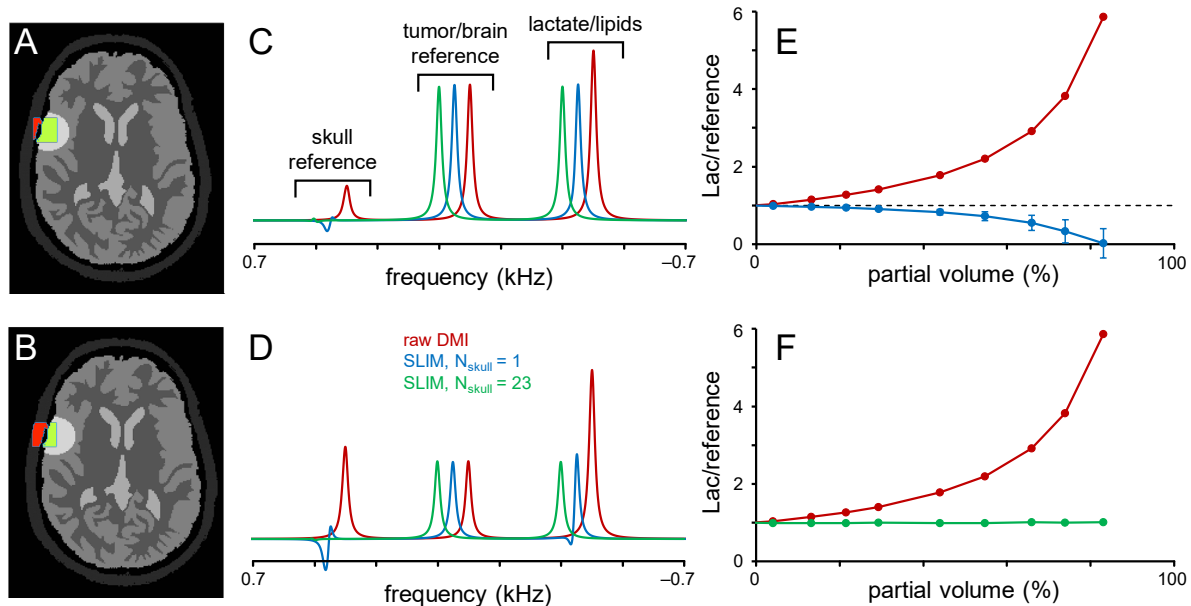 A
C
tumor/brain
reference
lactate/lipids
skull
reference
0.7
–0.7
frequency (kHz)
E
6
4
2
0
Lac/reference
0
100
partial volume (%)
B
D
raw DMI
SLIM, Nskull = 1
SLIM, Nskull = 23
0.7
–0.7
frequency (kHz)
F
6
4
2
0
Lac/reference
0
100
partial volume (%)